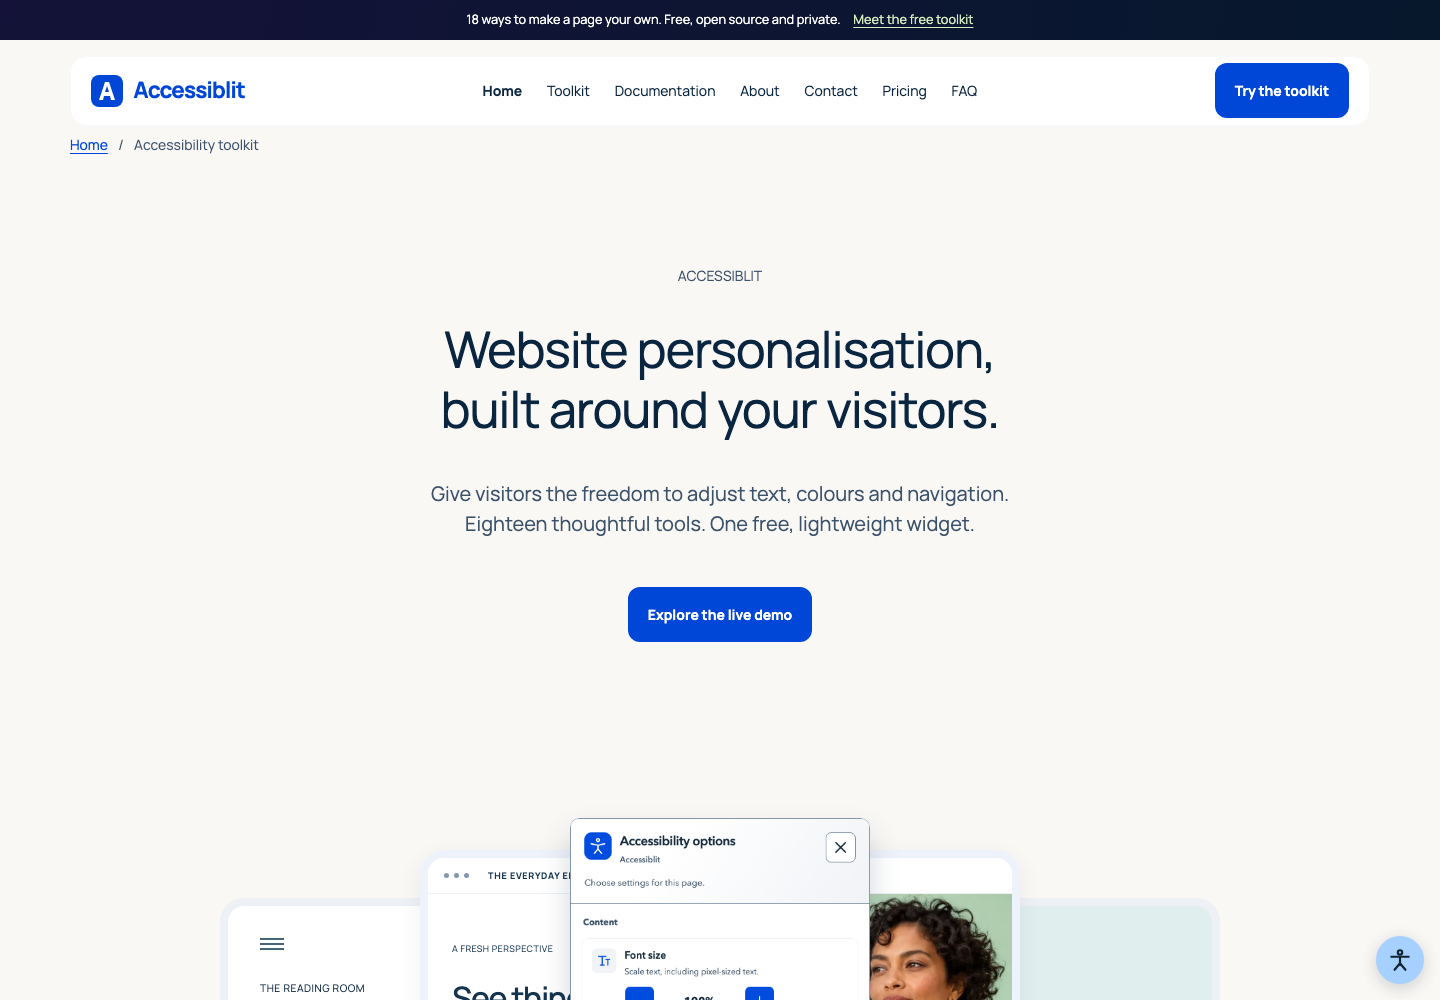 18 ways to make a page your own. Free, open source and private. Meet the free toolkit
A Accessiblit
Home Toolkit Documentation About Contact Pricing FAQ
Try the toolkit
Home / Accessibility toolkit
ACCESSIBLIT
Website personalisation,
built around your visitors.
Give visitors the freedom to adjust text, colours and navigation.
Eighteen thoughtful tools. One free, lightweight widget.
Explore the live demo
Accessibility options
Accessiblit
Choose settings for this page.
THE EVERYDAY
Content
A FRESH PERSPECTIVE
Font size
Scale text, including pixel-sized text.
THE READING ROOM
See
100%